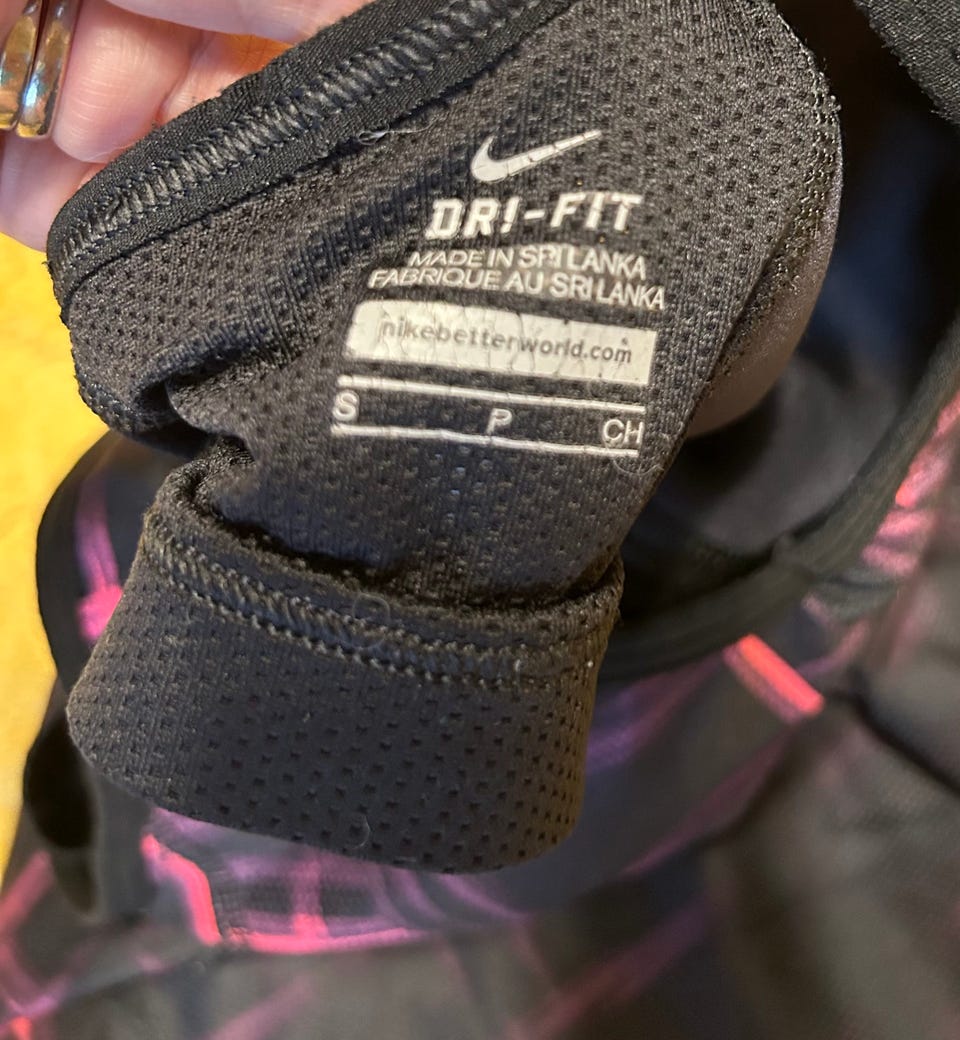 DRI-FIT
MADE IN SRI LANKA
FABRIQUE AU SRI LANKA
nikebetterworld.com
S P CH